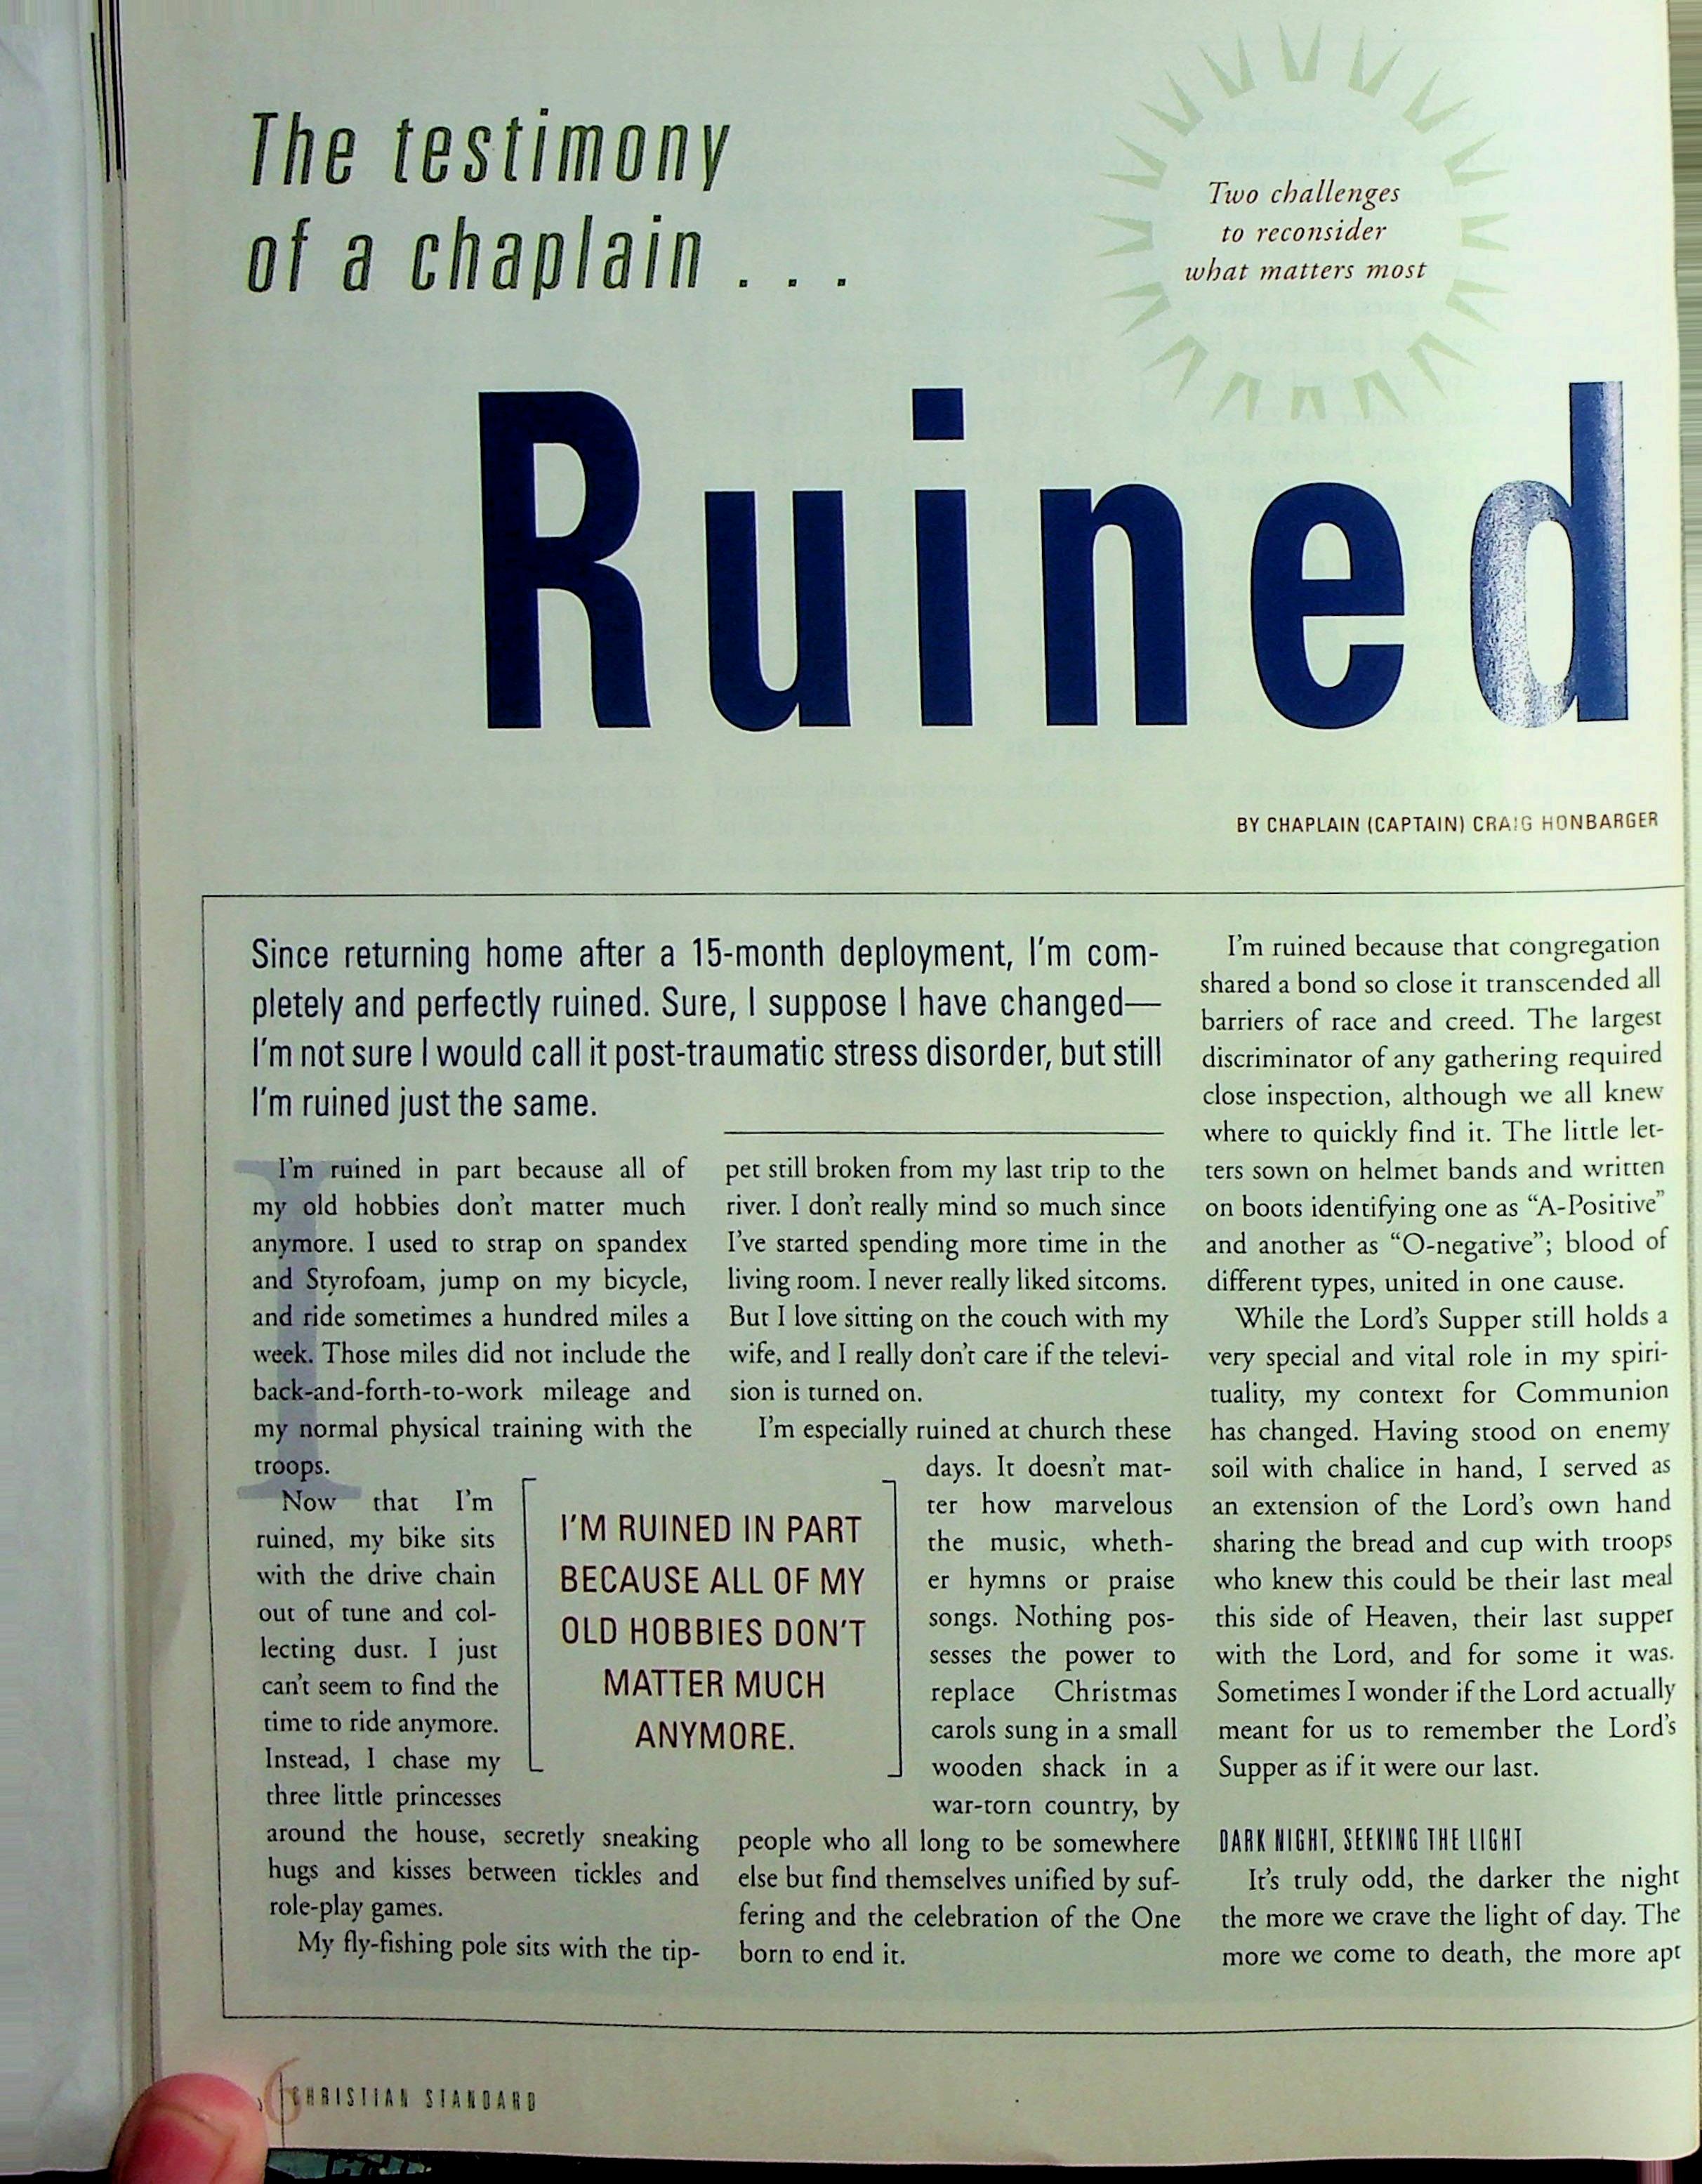 The testimony
of a chaplain . . .
Two challenges
to reconsider
what matters most
Ruined
BY CHAPLAIN (CAPTAIN) CRAIG HONBARGER
Since returning home after a 15-month deployment, I'm com-
pletely and perfectly ruined. Sure, I suppose I have changed—
I'm not sure I would call it post-traumatic stress disorder, but still
I'm ruined just the same.
I
I'm ruined in part because all of
my old hobbies don't matter much
anymore. I used to strap on spandex
and Styrofoam, jump on my bicycle,
and ride sometimes a hundred miles a
week. Those miles did not include the
back-and-forth-to-work mileage and
my normal physical training with the
troops.
Now that I'm
ruined, my bike sits
with the drive chain
out of tune and col-
lecting dust. I just
can't seem to find the
time to ride anymore.
Instead, I chase my
three little princesses
around the house, secretly sneaking
hugs and kisses between tickles and
role-play games.
My fly-fishing pole sits with the tip-
I'M RUINED IN PART
BECAUSE ALL OF MY
OLD HOBBIES DON'T
MATTER MUCH
ANYMORE.
pet still broken from my last trip to the
river. I don't really mind so much since
I've started spending more time in the
living room. I never really liked sitcoms.
But I love sitting on the couch with my
wife, and I really don't care if the televi-
sion is turned on.
I'm especially ruined at church these
days. It doesn't mat-
ter how marvelous
the music, wheth-
er hymns or praise
songs. Nothing pos-
sesses the power to
replace Christmas
carols sung in a small
wooden shack in a
war-torn country, by
people who all long to be somewhere
else but find themselves unified by suf-
fering and the celebration of the One
born to end it.
I'm ruined because that congregation
shared a bond so close it transcended all
barriers of race and creed. The largest
discriminator of any gathering required
close inspection, although we all knew
where to quickly find it. The little let-
ters sown on helmet bands and written
on boots identifying one as “A-Positive”
and another as “O-negative”; blood of
different types, united in one cause.
While the Lord's Supper still holds a
very special and vital role in my spiri-
tuality, my context for Communion
has changed. Having stood on enemy
soil with chalice in hand, I served as
an extension of the Lord's own hand
sharing the bread and cup with troops
who knew this could be their last meal
this side of Heaven, their last supper
with the Lord, and for some it was.
Sometimes I wonder if the Lord actually
meant for us to remember the Lord's
Supper as if it were our last.
DARK NIGHT, SEEKING THE LIGHT
It's truly odd, the darker the night
the more we crave the light of day. The
more we come to death, the more apt
6
CHRISTIAN STANDARD